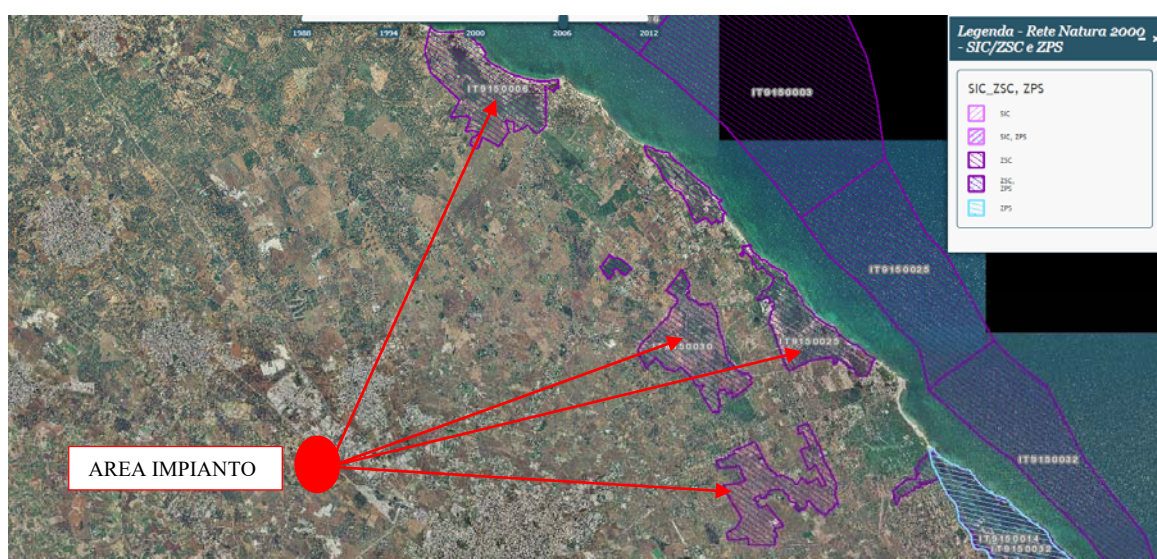 1988
1994
2000
2006
2012
6
Legenda - Rete Natura 2000
- SIC/ZSC e ZPS
SIC_ZSC, ZPS
SIC
SIC, ZPS
ZSC
ZSC,
ZPS
ZPS
IT9150006
IT9150003
IT9150025
IT9150025
IT9150032
IT9150014
IT9150032
AREA IMPIANTO